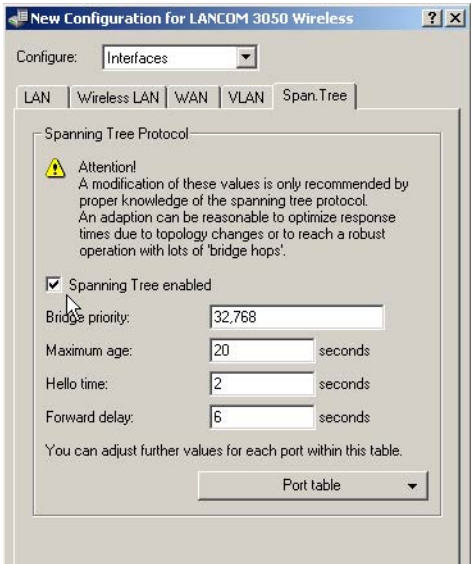 New Configuration for LANCOM 3050 Wireless
Configure: Interfaces
LAN Wireless LAN WAN VLAN Span.Tree
Spanning Tree Protocol
Attention!
A modification of these values is only recommended by
proper knowledge of the spanning tree protocol.
An adaption can be reasonable to optimize response
times due to topology changes or to reach a robust
operation with lots of 'bridge hops'.
Spanning Tree enabled
Bridge priority: 32,768
Maximum age: 20 seconds
Hello time: 2 seconds
Forward delay: 6 seconds
You can adjust further values for each port within this table.
Port table